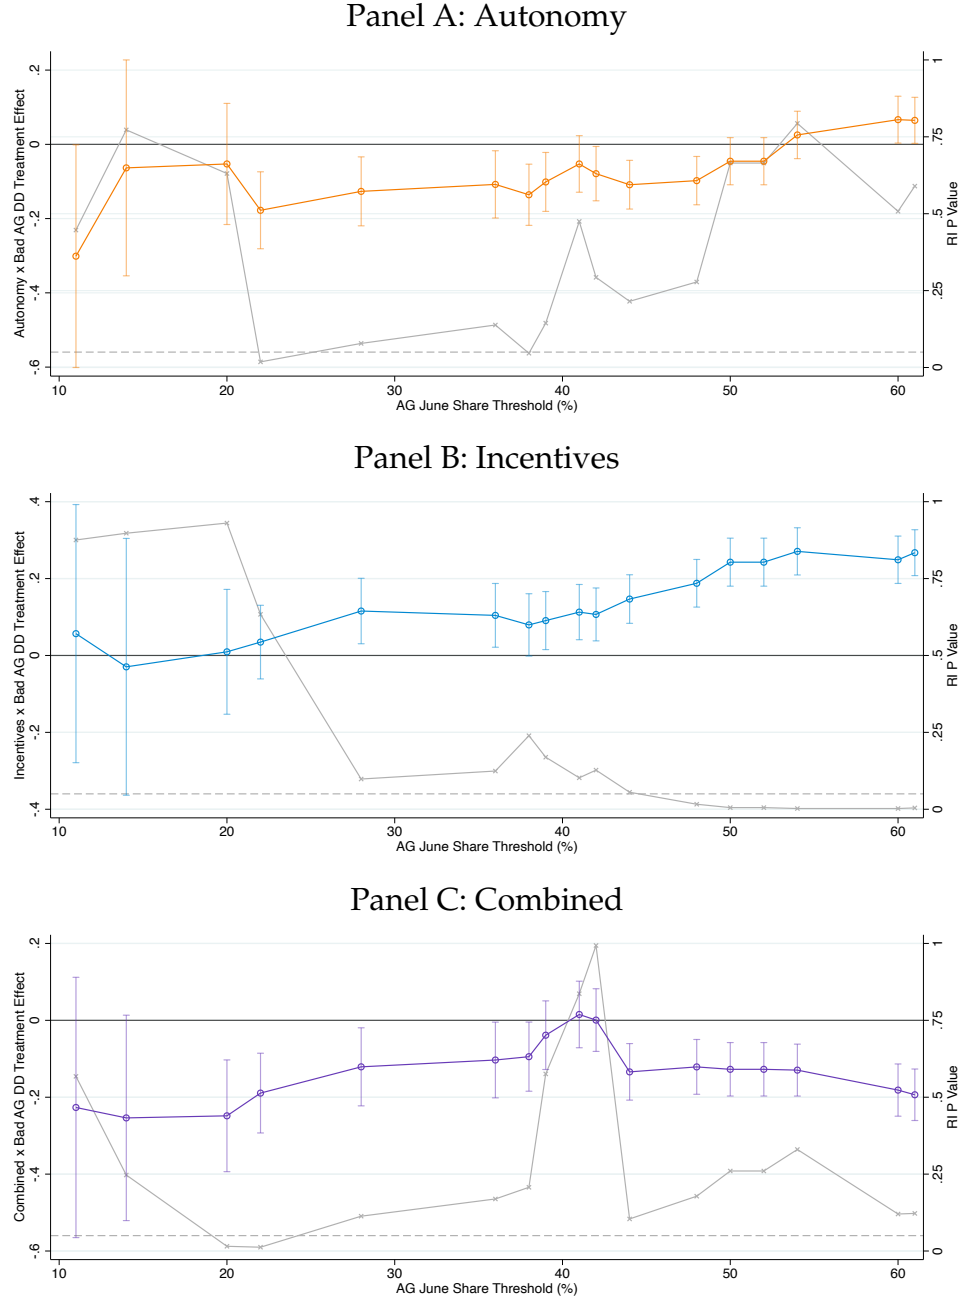 Panel A: Autonomy
Autonomy x Bad AG DD Treatment Effect
.2
0
-.2
-.4
-.6
1
.75
.5
.25
0
RI P Value
10 20 30 40 50 60
AG June Share Threshold (%)
Panel B: Incentives
Incentives x Bad AG DD Treatment Effect
.4
.2
0
-.2
-.4
1
.75
.5
.25
0
RI P Value
10 20 30 40 50 60
AG June Share Threshold (%)
Panel C: Combined
Combined x Bad AG DD Treatment Effect
.2
0
-.2
-.4
-.6
1
.75
.5
.25
0
RI P Value
10 20 30 40 50 60
AG June Share Threshold (%)